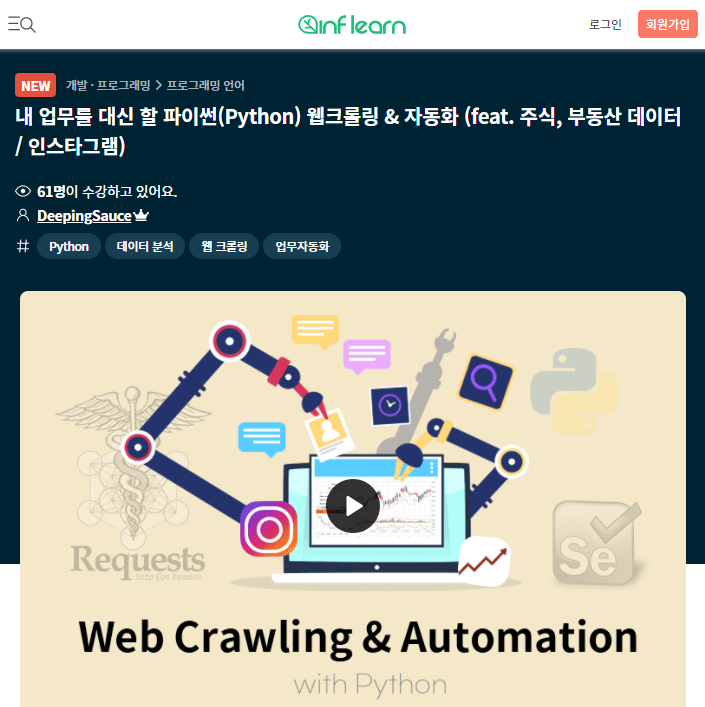 inflearn
로그인
회원가입
NEW 개발 · 프로그래밍 > 프로그래밍 언어
내 업무를 대신 할 파이썬(Python) 웹크롤링 & 자동화 (feat. 주식, 부동산 데이터
/ 인스타그램)
61명이 수강하고 있어요.
DeepingSauce
# Python 데이터 분석 웹 크롤링 업무자동화
Requests
http for humans
Se
Web Crawling & Automation
with Python